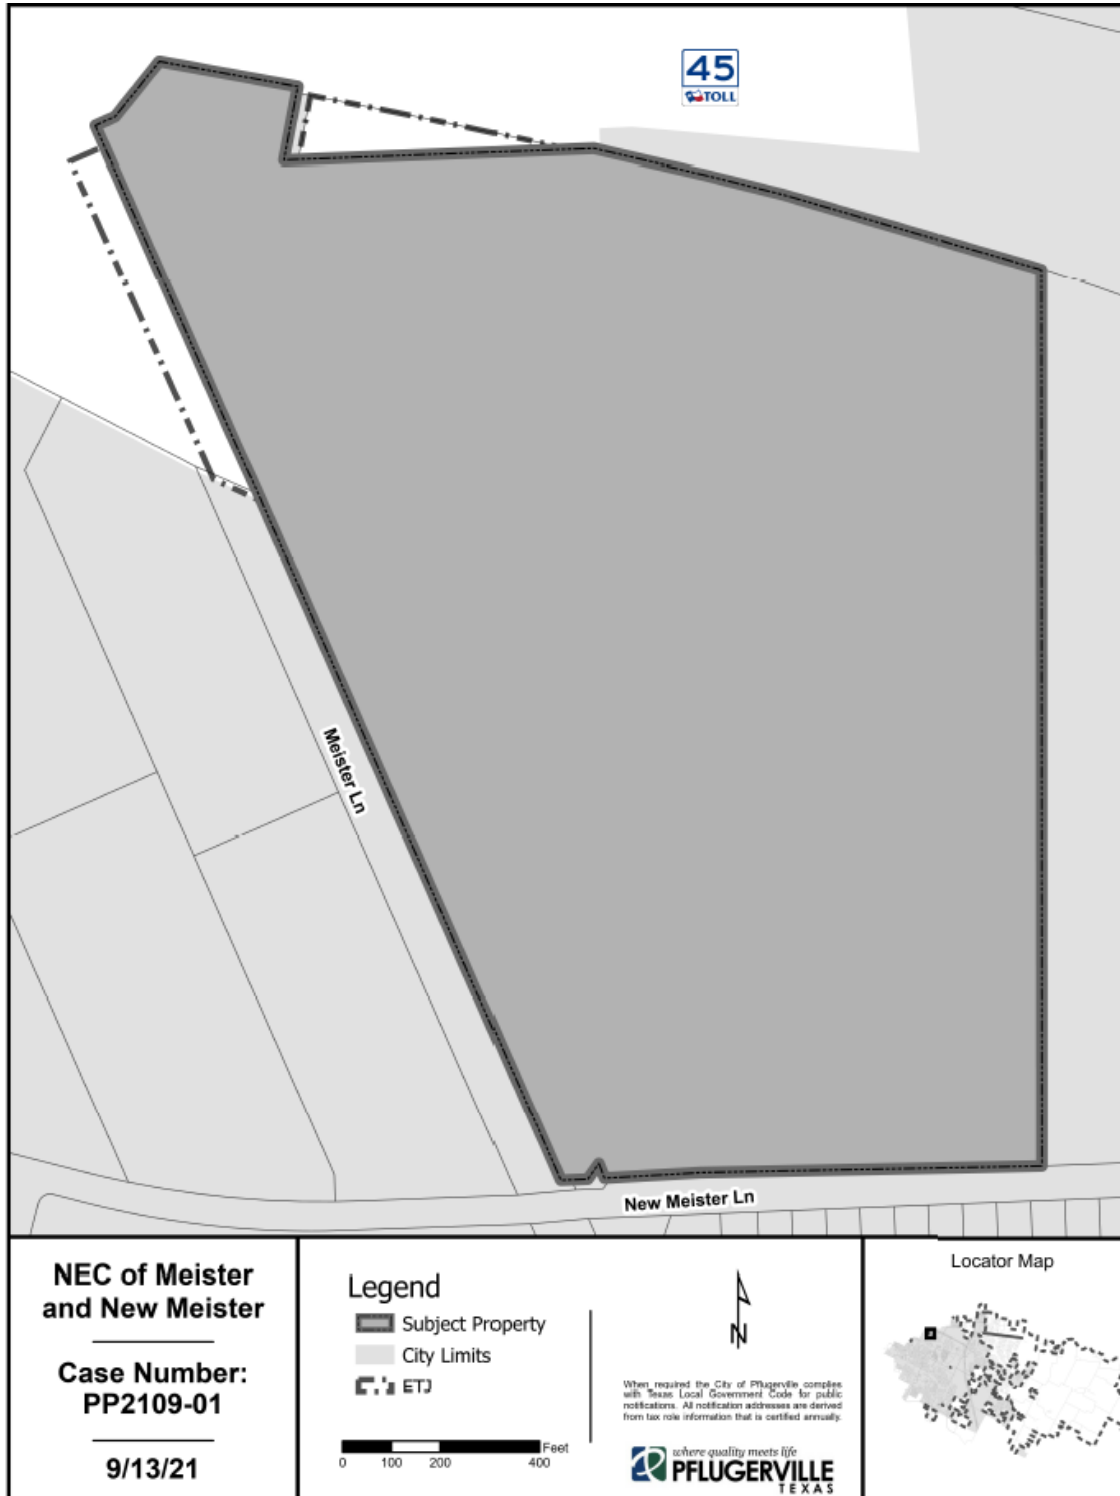 45
TOLL
Meister Ln
New Meister Ln
NEC of Meister
and New Meister
Case Number:
PP2109-01
9/13/21
Legend
Subject Property
City Limits
ETJ
Feet
0 100 200 400
N
When required the City of Pflugerville complies
with Texas Local Government Code for public
notifications. All notification addresses are derived
from tax role information that is certified annually.
where quality meets life
PFLUGERVILLE
TEXAS
Locator Map